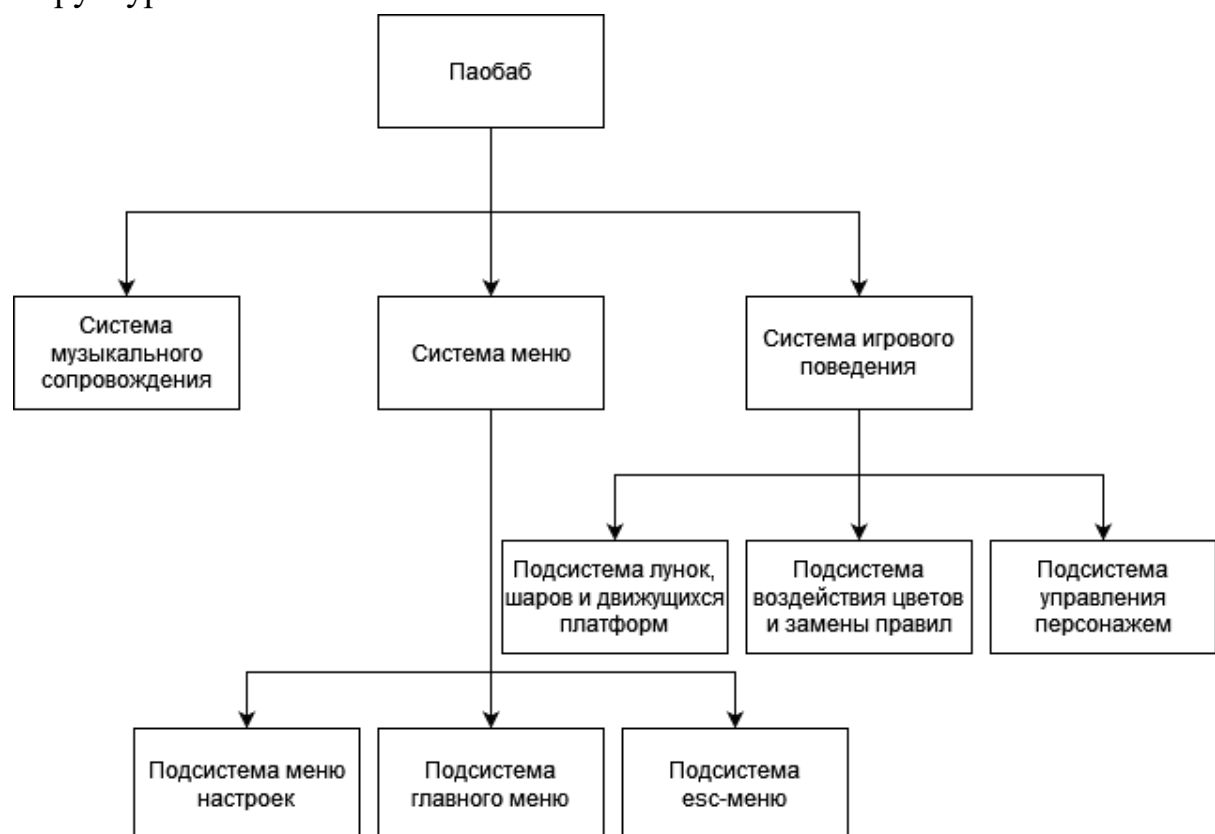 Паобаб
Система
музыкального
сопровождения
Система меню
Система игрового
поведения
Подсистема лунок,
шаров и движущихся
платформ
Подсистема
воздействия цветов
и замены правил
Подсистема
управления
персонажем
Подсистема меню
настроек
Подсистема
главного меню
Подсистема
esc-меню